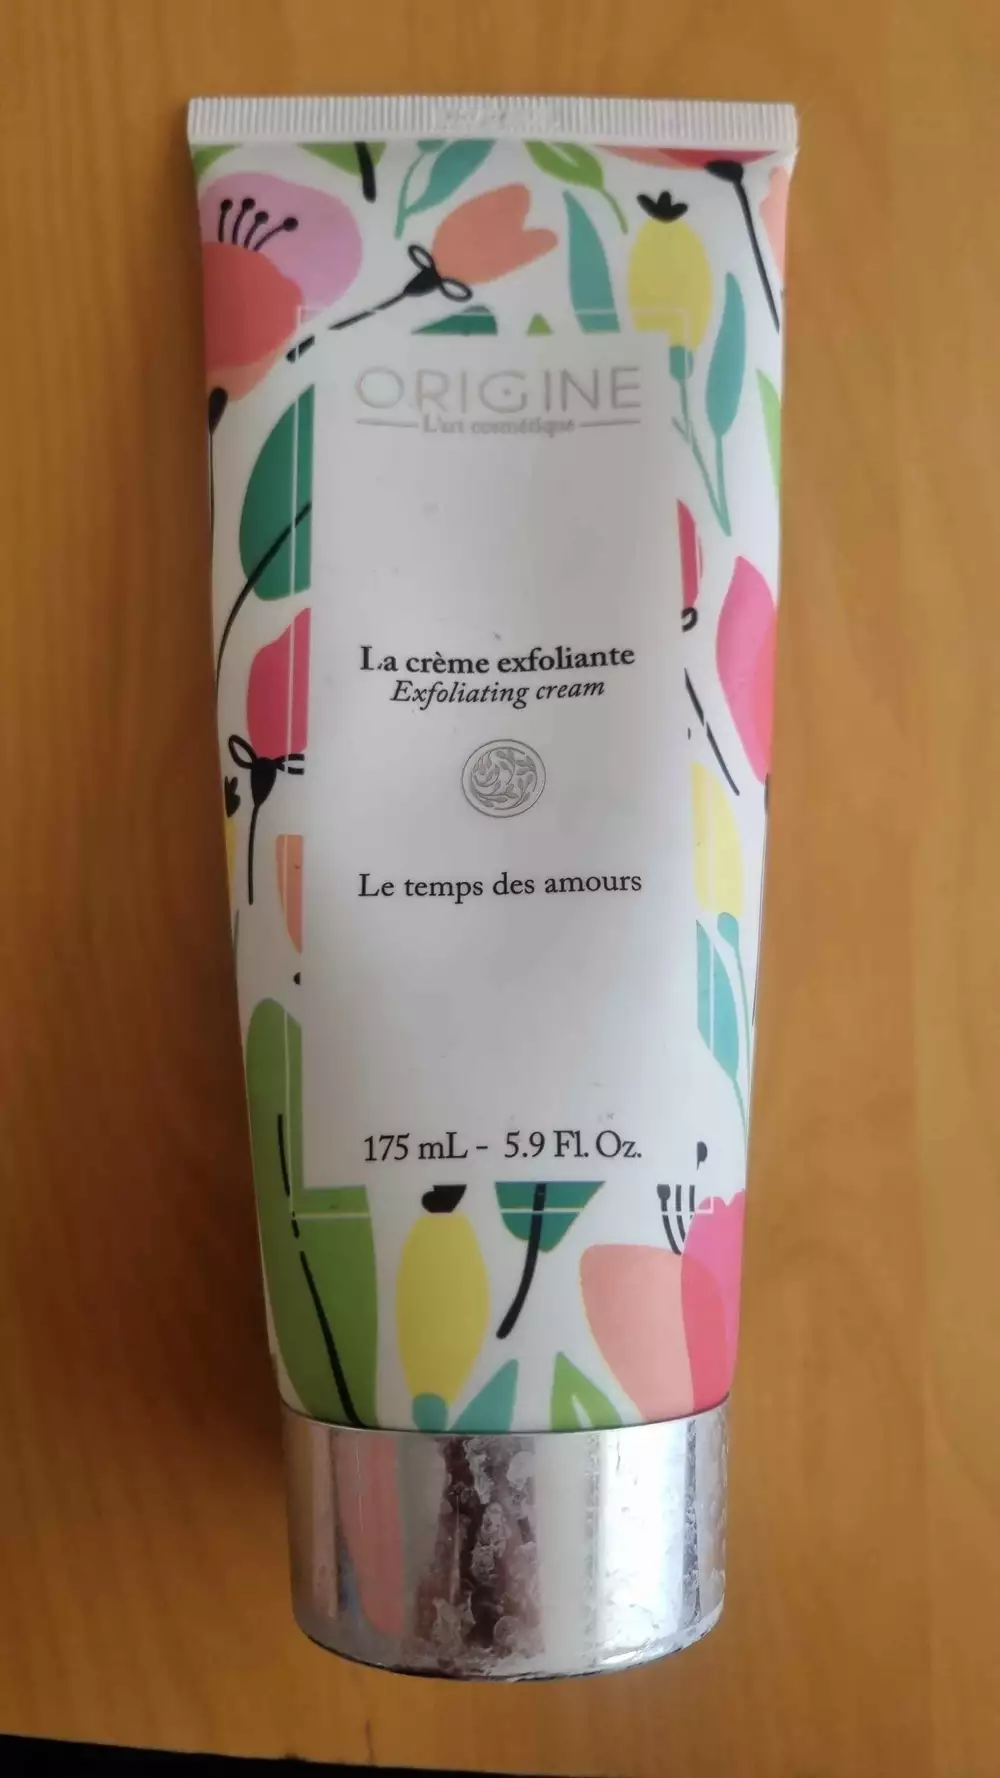 ORIGINE
L'art cosmétique
La crème exfoliante
Exfoliating cream
Le temps des amours
175 mL - 5.9 Fl. Oz.